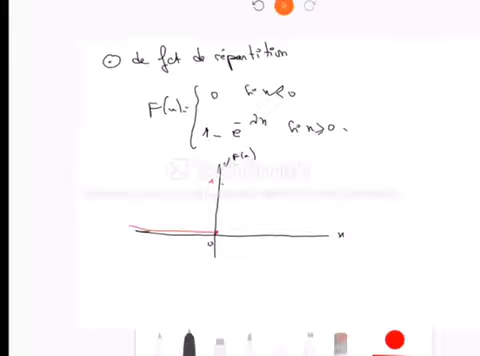 de fct de répartition
F(x) = { 0 si x < 0
1 - e^-λx si x ≥ 0.
F(x)
1
0
x